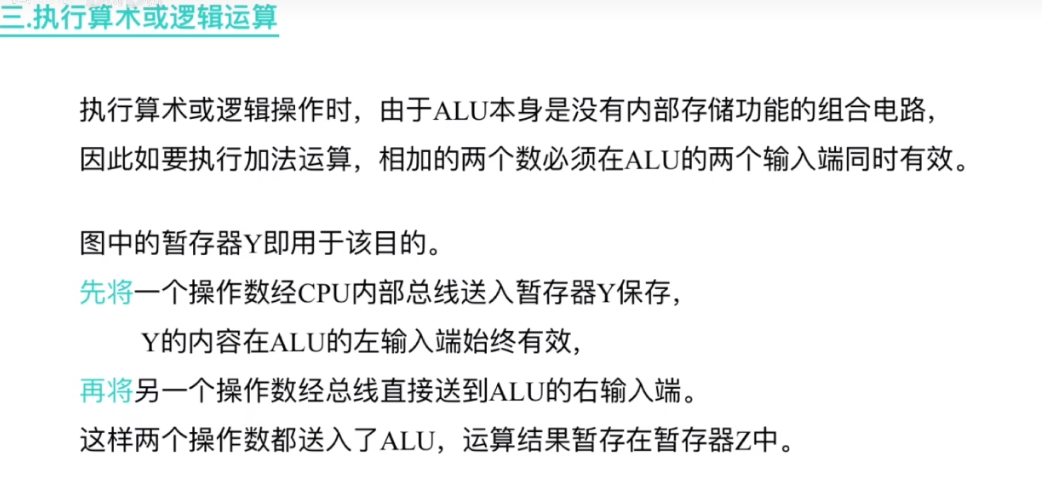 三.执行算术或逻辑运算
执行算术或逻辑操作时，由于ALU本身是没有内部存储功能的组合电路，
因此如要执行加法运算，相加的两个数必须在ALU的两个输入端同时有效。
图中的暂存器Y即用于该目的。
先将一个操作数经CPU内部总线送入暂存器Y保存，
Y的内容在ALU的左输入端始终有效，
再将另一个操作数经总线直接送到ALU的右输入端。
这样两个操作数都送入了ALU，运算结果暂存在暂存器Z中。